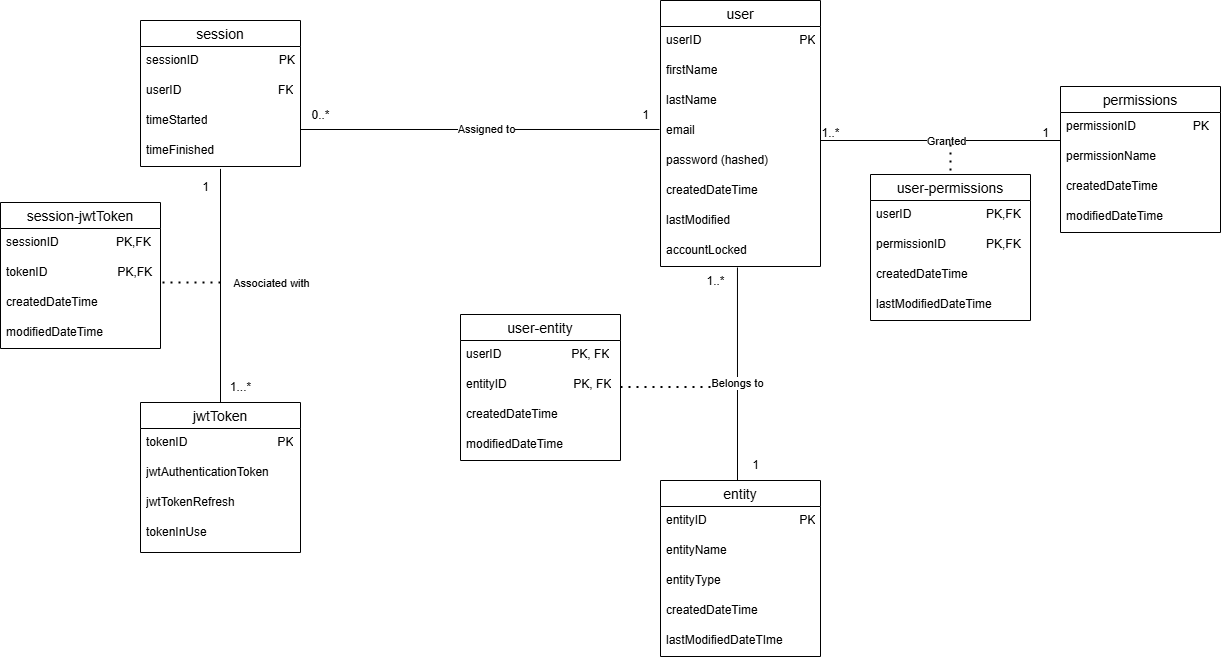 session
sessionID PK
userID FK
timeStarted
timeFinished
user
userID PK
firstName
lastName
email
password (hashed)
createdDateTime
lastModified
accountLocked
permissions
permissionID PK
permissionName
createdDateTime
modifiedDateTime
0..*
Assigned to
1
1..*
Granted
1
user-permissions
userID PK,FK
permissionID PK,FK
createdDateTime
lastModifiedDateTime
1
session-jwtToken
sessionID PK,FK
tokenID PK,FK
createdDateTime
modifiedDateTime
Associated with
1...*
jwtToken
tokenID PK
jwtAuthenticationToken
jwtTokenRefresh
tokenInUse
1..*
user-entity
userID PK, FK
entityID PK, FK
createdDateTime
modifiedDateTime
Belongs to
1
entity
entityID PK
entityName
entityType
createdDateTime
lastModifiedDateTIme